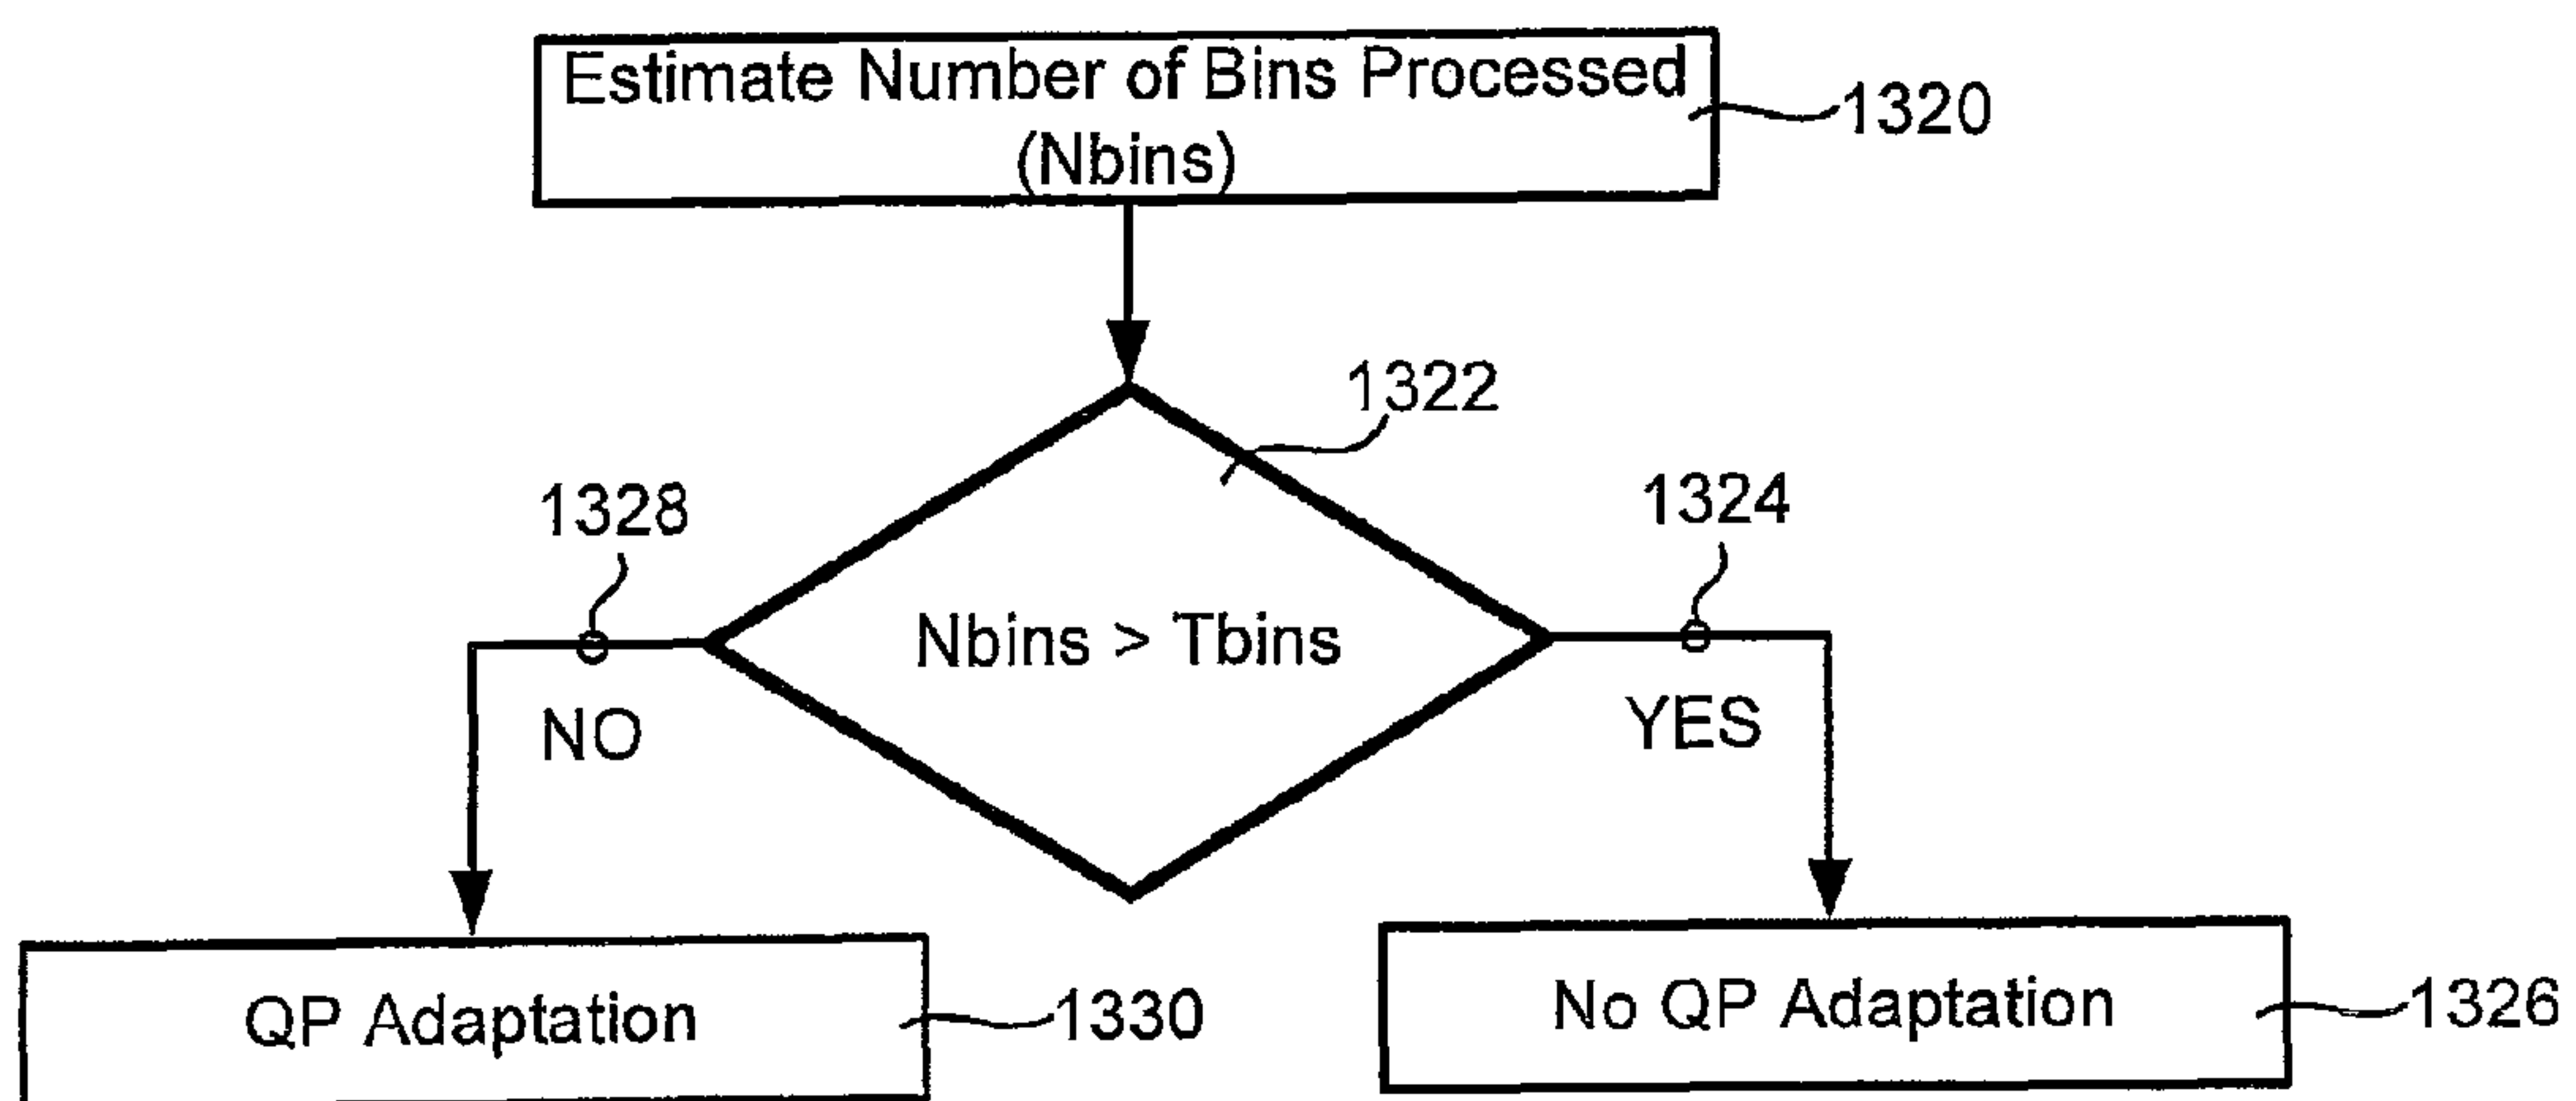 Estimate Number of Bins Processed
(Nbins)
1320
1322
1328
1324
Nbins > Tbins
NO
YES
QP Adaptation
1330
No QP Adaptation
1326